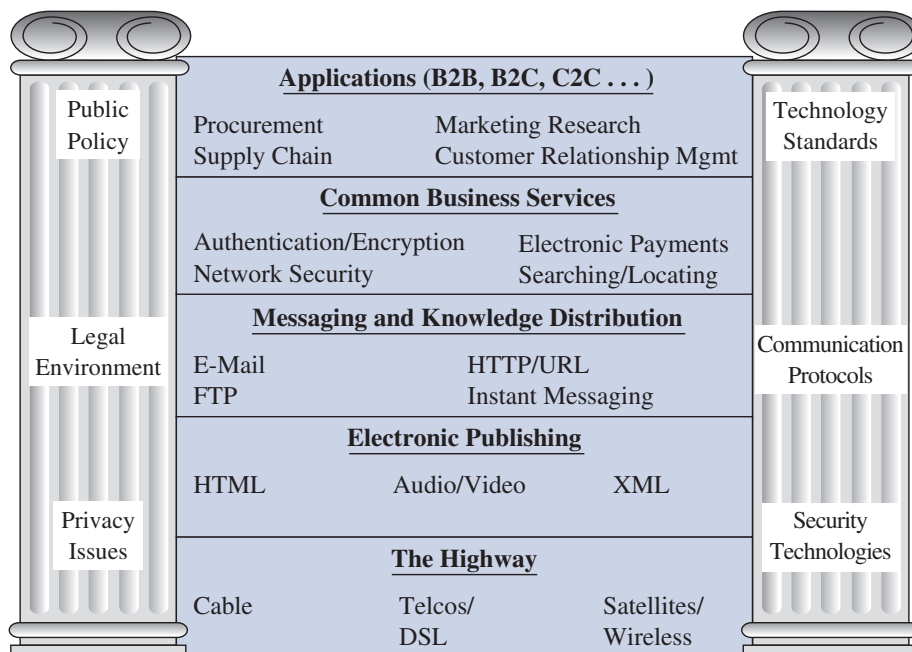 Public
Policy
Legal
Environment
Privacy
Issues
Applications (B2B, B2C, C2C . . . )
Procurement Marketing Research
Supply Chain Customer Relationship Mgmt
Common Business Services
Authentication/Encryption Electronic Payments
Network Security Searching/Locating
Messaging and Knowledge Distribution
E-Mail HTTP/URL
FTP Instant Messaging
Electronic Publishing
HTML Audio/Video XML
The Highway
Cable Telcos/ Satellites/
DSL Wireless
Technology
Standards
Communication
Protocols
Security
Technologies